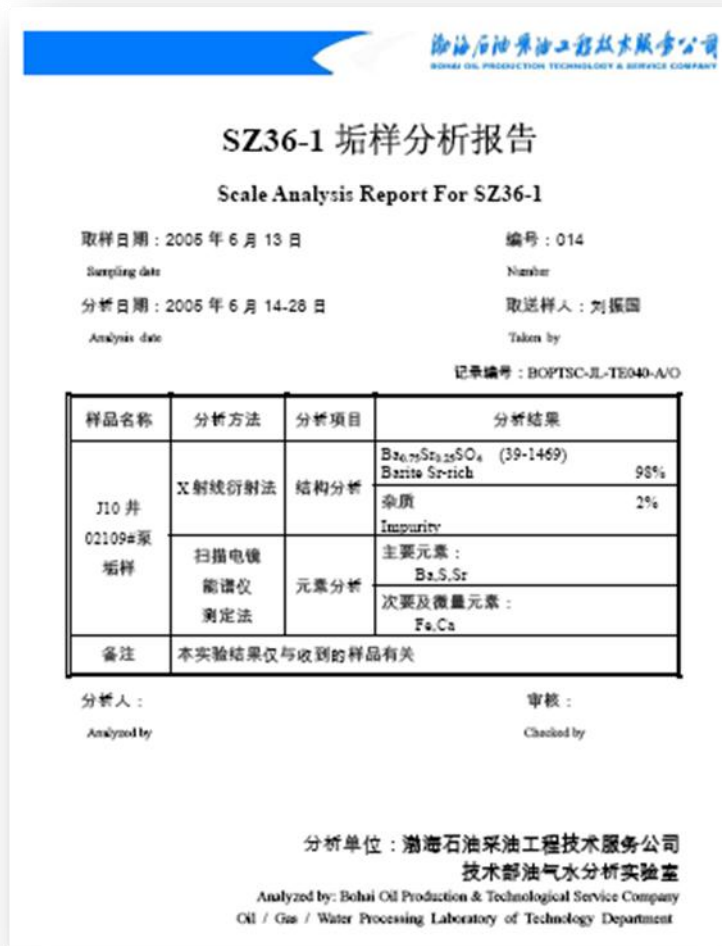 渤海石油采油工程技术服务公司
BOHAI OIL PRODUCTION TECHNOLOGY & SERVICE COMPANY
SZ36-1 垢样分析报告
Scale Analysis Report For SZ36-1
取样日期：2005 年 6 月 13 日 编号：014
Sampling date Number
分析日期：2005 年 6 月 14-28 日 取送样人：刘振国
Analysis date Taken by
记录编号：BOPTSC-JL-TE040-A/O
样品名称 分析方法 分析项目 分析结果
J10 井
02109#泵
垢样
X 射线衍射法 结构分析
Ba0.75Sr0.25SO4 (39-1469)
Barite Sr-rich 98%
杂质 2%
Impurity
扫描电镜
能谱仪
测定法
元素分析
主要元素：
Ba,S,Sr
次要及微量元素：
Fe,Ca
备注 本实验结果仅与收到的样品有关
分析人： 审核：
Analyzed by Checked by
分析单位：渤海石油采油工程技术服务公司
技术部油气水分析实验室
Analyzed by: Bohai Oil Production & Technological Service Company
Oil / Gas / Water Processing Laboratory of Technology Department